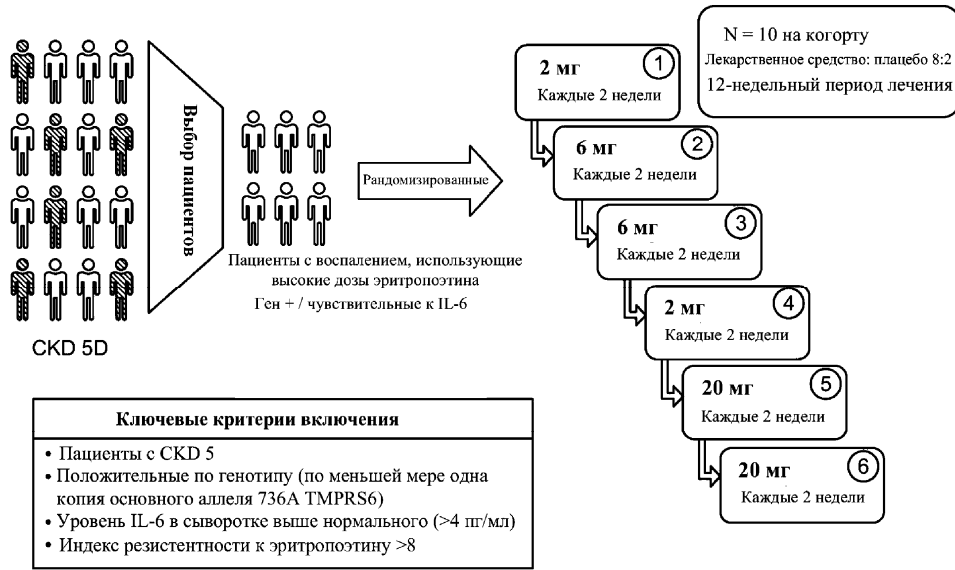 CKD 5D
Выбор пациентов
Пациенты с воспалением, использующие
высокие дозы эритропоэтина
Ген + / чувствительные к IL-6
Рандомизированные
2 мг
1
Каждые 2 недели
6 мг
2
Каждые 2 недели
6 мг
3
Каждые 2 недели
2 мг
4
Каждые 2 недели
20 мг
5
Каждые 2 недели
20 мг
6
Каждые 2 недели
N = 10 на когорту
Лекарственное средство: плацебо 8:2
12-недельный период лечения
Ключевые критерии включения
• Пациенты с CKD 5
• Положительные по генотипу (по меньшей мере одна
копия основного аллеля 736A TMPRS6)
• Уровень IL-6 в сыворотке выше нормального (>4 пг/мл)
• Индекс резистентности к эритропоэтину >8